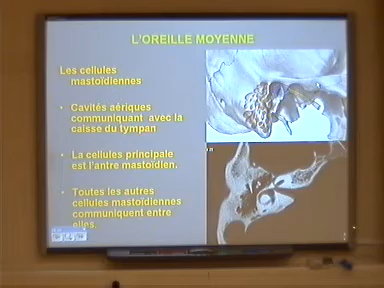 L'OREILLE MOYENNE
Les cellules
mastoïdiennes
• Cavités aériques
communiquant avec la
caisse du tympan
• La cellules principale
est l'antre mastoïdien.
• Toutes les autres
cellules mastoïdiennes
communiquent entre
elles.